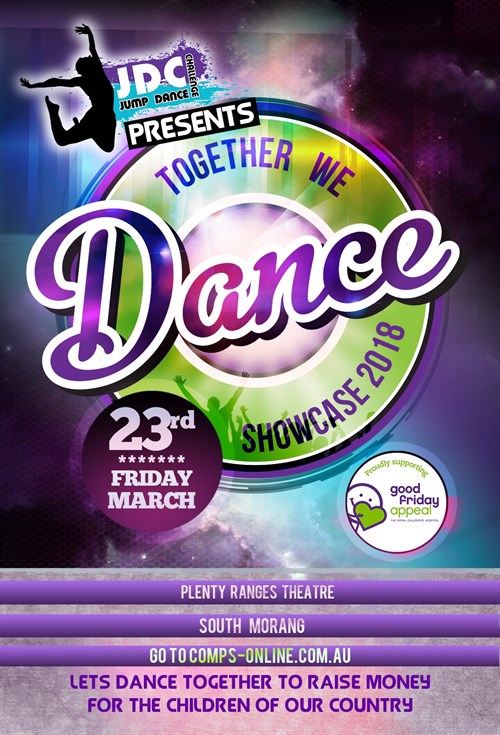 JDC
CHALLENGE
JUMP DANCE
PRESENTS
TOGETHER WE
Dance
SHOWCASE 2018
23rd
*******
FRIDAY
MARCH
Proudly supporting
good
friday
appeal
THE ROYAL CHILDREN'S HOSPITAL
PLENTY RANGES THEATRE
SOUTH MORANG
GO TO COMPS-ONLINE.COM.AU
LETS DANCE TOGETHER TO RAISE MONEY
FOR THE CHILDREN OF OUR COUNTRY